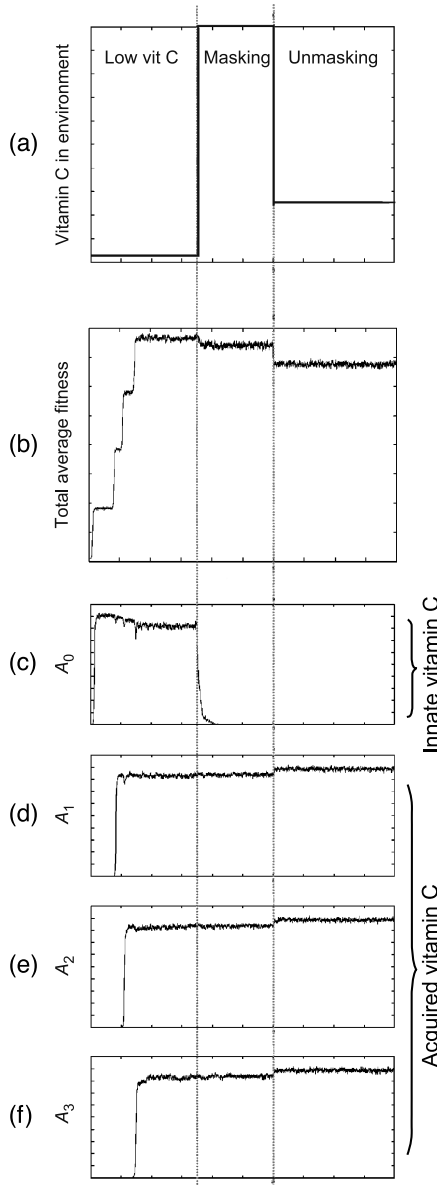 (a)
Vitamin C in environment
Low vit C
Masking
Unmasking
(b)
Total average fitness
(c)
A0
Innate vitamin C
(d)
A1
(e)
A2
(f)
A3
Acquired vitamin C